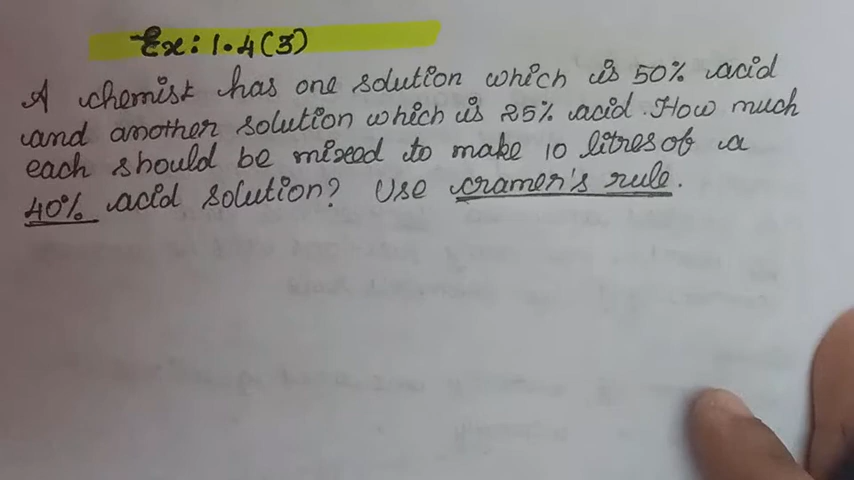 Ex: 1.4(3)
A chemist has one solution which is 50% acid
and another solution which is 25% acid. How much
each should be mixed to make 10 litres of a
40% acid solution? Use cramer's rule.